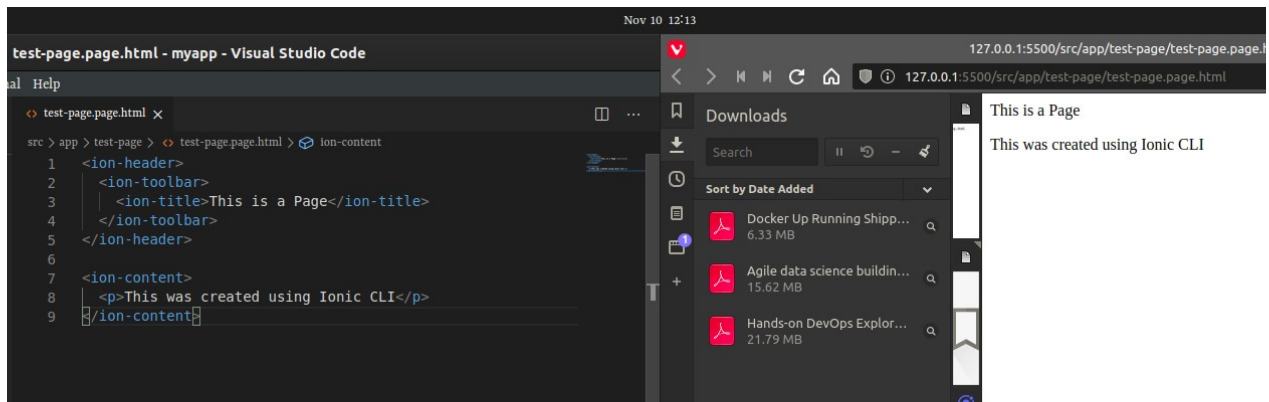 Nov 10 12:13
test-page.page.html - myapp - Visual Studio Code
Help
<> test-page.page.html ×
src > app > test-page > <> test-page.page.html > ion-content
1 <ion-header>
2 <ion-toolbar>
3 <ion-title>This is a Page</ion-title>
4 </ion-toolbar>
5 </ion-header>
6
7 <ion-content>
8 <p>This was created using Ionic CLI</p>
9 </ion-content>
127.0.0.1:5500/src/app/test-page/test-page.page.
127.0.0.1:5500/src/app/test-page/test-page.page.html
Downloads
Search
Sort by Date Added
Docker Up Running Shipp...
6.33 MB
Agile data science buildin...
15.62 MB
Hands-on DevOps Explor...
21.79 MB
1
This is a Page
This was created using Ionic CLI